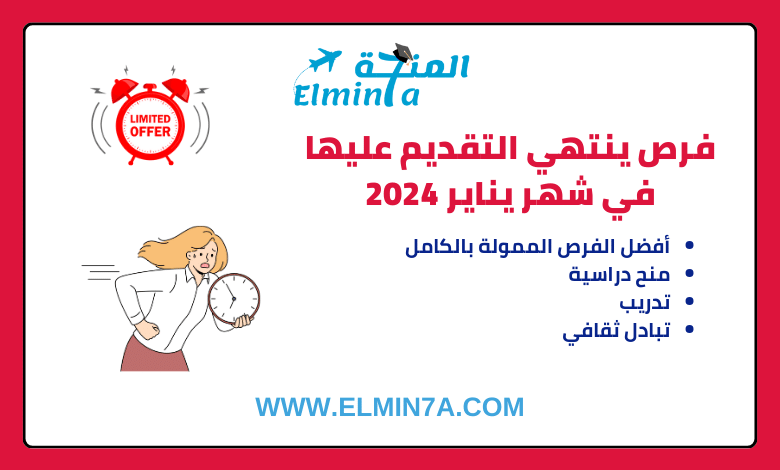 المنحة
Elmin7a
LIMITED
OFFER
فرص ينتهي التقديم عليها
في شهر يناير 2024
• أفضل الفرص الممولة بالكامل
• منح دراسية
• تدريب
• تبادل ثقافي
WWW.ELMIN7A.COM